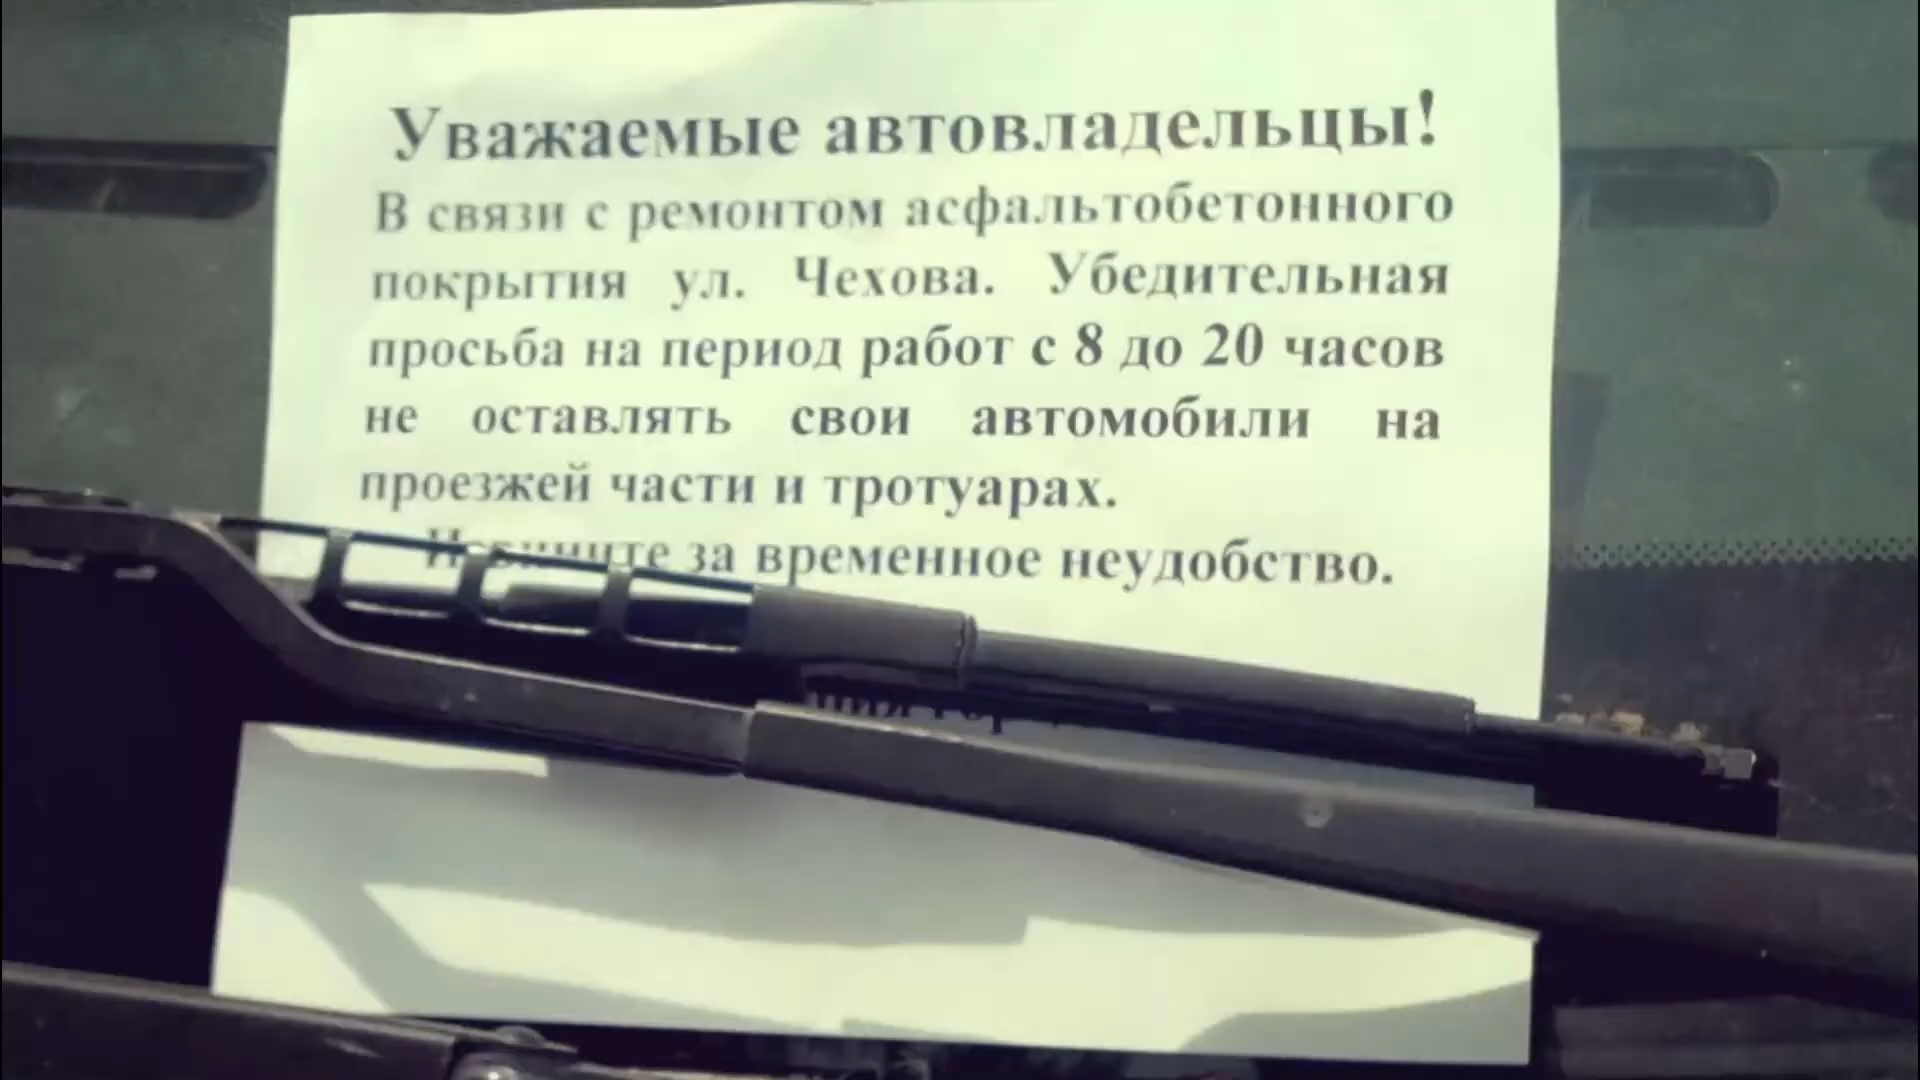 Уважаемые автовладельцы!
В связи с ремонтом асфальтобетонного
покрытия ул. Чехова. Убедительная
просьба на период работ с 8 до 20 часов
не оставлять свои автомобили на
проезжей части и тротуарах.
Извините за временное неудобство.